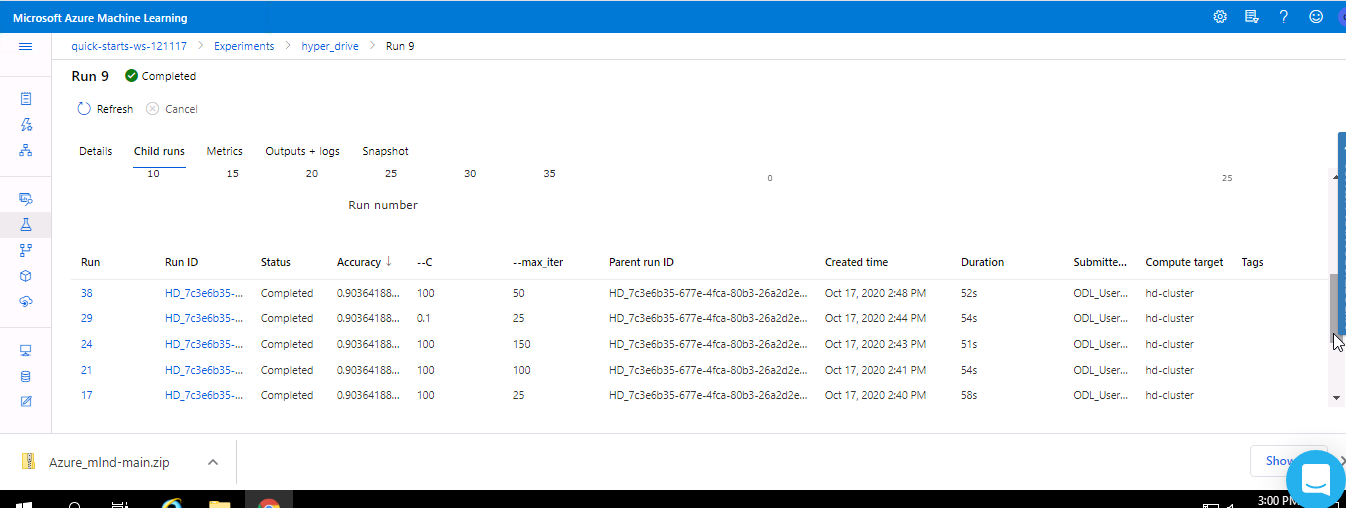 Microsoft Azure Machine Learning
quick-starts-ws-121117 > Experiments > hyper_drive > Run 9
Run 9 Completed
Refresh Cancel
Details Child runs Metrics Outputs + logs Snapshot
10 15 20 25 30 35 0 25
Run number
Run Run ID Status Accuracy ↓ --C --max_iter Parent run ID Created time Duration Submitte... Compute target Tags
38 HD_7c3e6b35-... Completed 0.90364188... 100 50 HD_7c3e6b35-677e-4fca-80b3-26a2d2e... Oct 17, 2020 2:48 PM 52s ODL_User... hd-cluster
29 HD_7c3e6b35-... Completed 0.90364188... 0.1 25 HD_7c3e6b35-677e-4fca-80b3-26a2d2e... Oct 17, 2020 2:44 PM 54s ODL_User... hd-cluster
24 HD_7c3e6b35-... Completed 0.90364188... 100 150 HD_7c3e6b35-677e-4fca-80b3-26a2d2e... Oct 17, 2020 2:43 PM 51s ODL_User... hd-cluster
21 HD_7c3e6b35-... Completed 0.90364188... 100 100 HD_7c3e6b35-677e-4fca-80b3-26a2d2e... Oct 17, 2020 2:41 PM 54s ODL_User... hd-cluster
17 HD_7c3e6b35-... Completed 0.90364188... 100 25 HD_7c3e6b35-677e-4fca-80b3-26a2d2e... Oct 17, 2020 2:40 PM 58s ODL_User... hd-cluster
Azure_mlnd-main.zip Show
3:00 PM